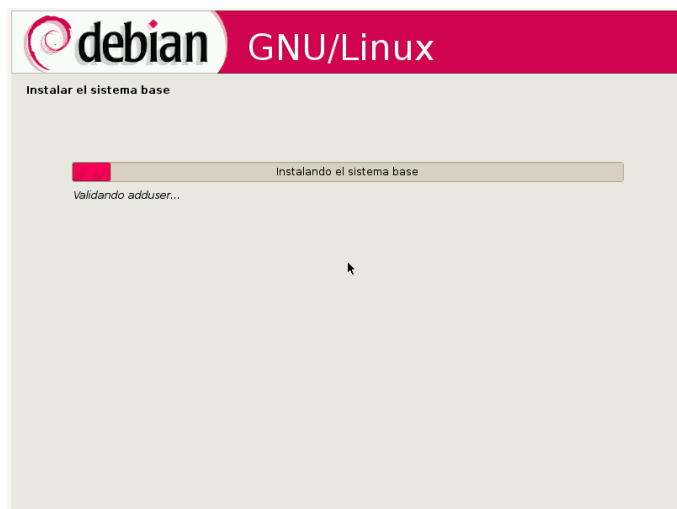 debian GNU/Linux
Instalar el sistema base
Instalando el sistema base
Validando adduser...